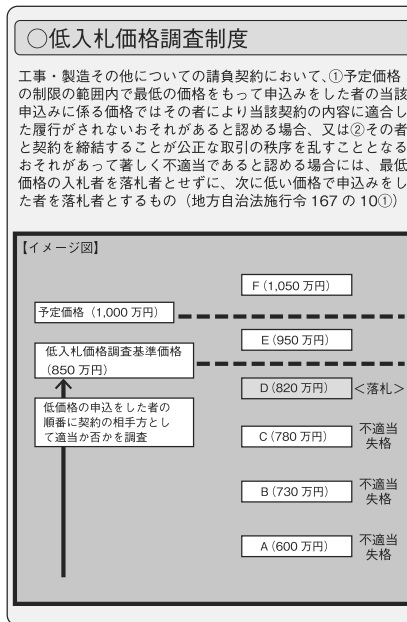 ○低入札価格調査制度
工事・製造その他についての請負契約において、①予定価格
の制限の範囲内で最低の価格をもって申込みをした者の当該
申込みに係る価格ではその者により当該契約の内容に適合し
た履行がされないおそれがあると認める場合、又は②その者
と契約を締結することが公正な取引の秩序を乱すこととなる
おそれがあって著しく不適当であると認める場合には、最低
価格の入札者を落札者とせずに、次に低い価格で申込みをし
た者を落札者とするもの（地方自治法施行令 167 の 10①）
【イメージ図】
F（1,050 万円）
予定価格（1,000 万円）
E（950 万円）
低入札価格調査基準価格
（850 万円）
D（820 万円）
＜落札＞
低価格の申込をした者の
順番に契約の相手方とし
て適当か否かを調査
C（780 万円）
不適当
失格
B（730 万円）
不適当
失格
A（600 万円）
不適当
失格